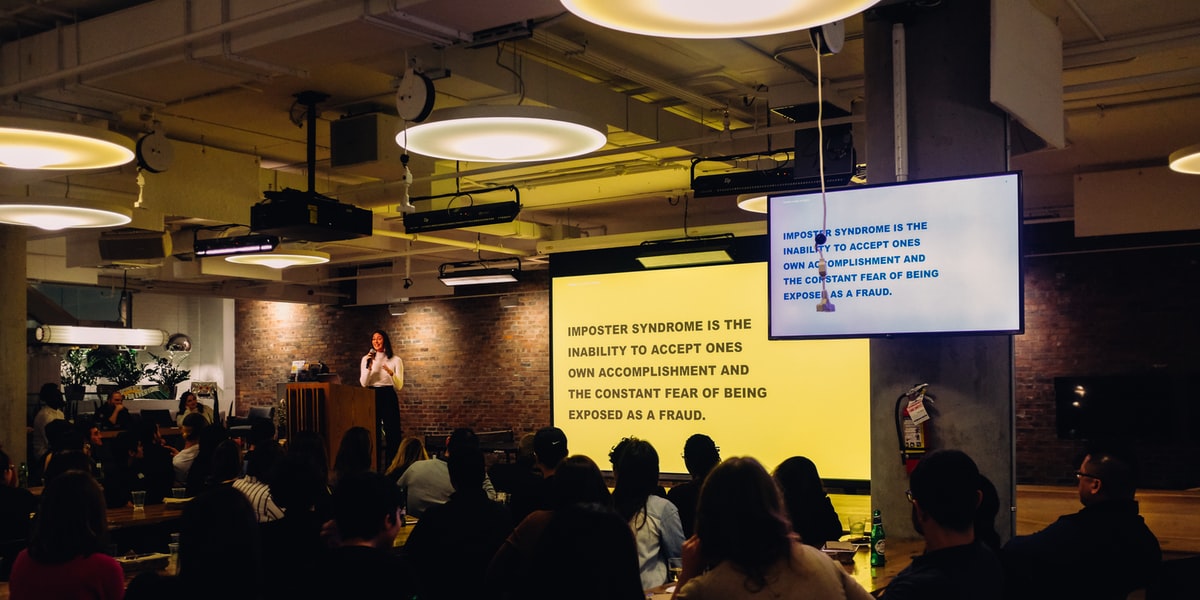 IMPOSTER SYNDROME IS THE
INABILITY TO ACCEPT ONES
OWN ACCOMPLISHMENT AND
THE CONSTANT FEAR OF BEING
EXPOSED AS A FRAUD.
IMPOSTER SYNDROME IS THE
INABILITY TO ACCEPT ONES
OWN ACCOMPLISHMENT AND
THE CONSTANT FEAR OF BEING
EXPOSED AS A FRAUD.